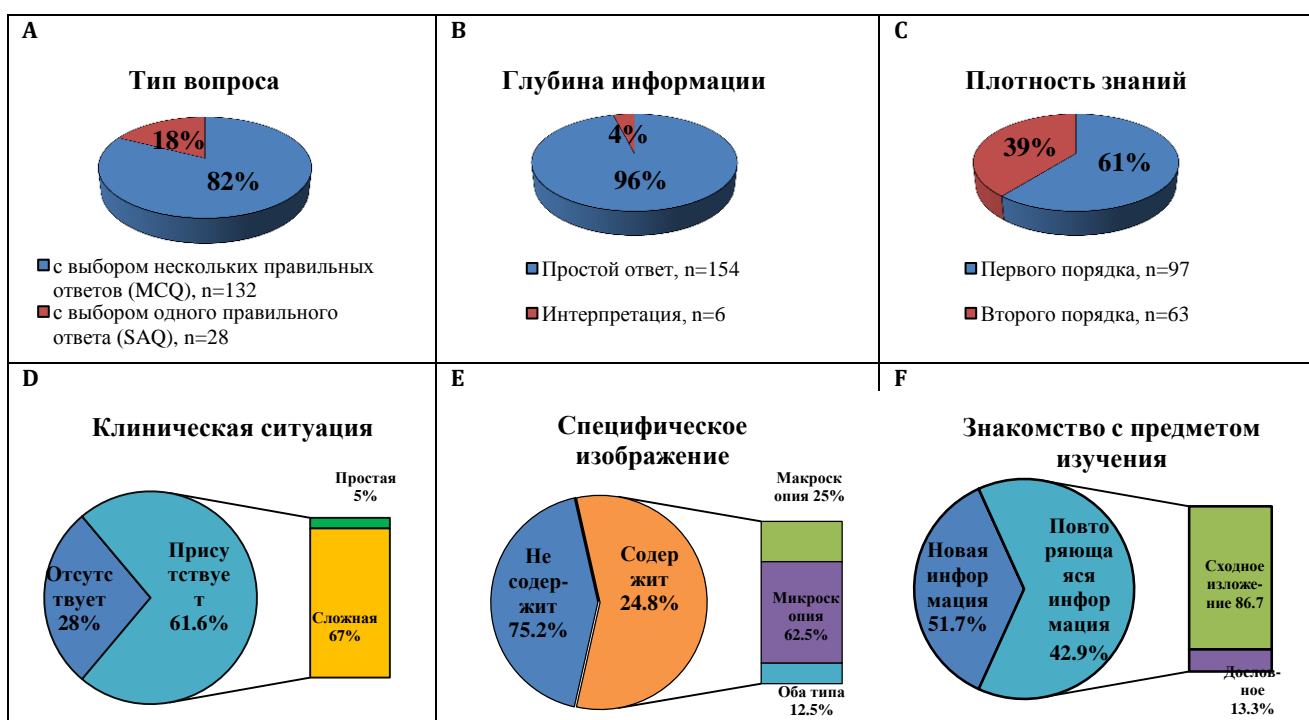 A
Тип вопроса
18%
82%
с выбором нескольких правильных
ответов (MCQ), n=132
с выбором одного правильного
ответа (SAQ), n=28
B
Глубина информации
4%
96%
Простой ответ, n=154
Интерпретация, n=6
C
Плотность знаний
39%
61%
Первого порядка, n=97
Второго порядка, n=63
D
Клиническая ситуация
Простая
5%
Отсутс
твует
28%
Прису
тствуе
т
61.6%
Сложная
67%
E
Специфическое
изображение
Макроск
опия 25%
Не
содер-
жит
75.2%
Содер
жит
24.8%
Микроск
опия
62.5%
Оба типа
12.5%
F
Знакомство с предметом
изучения
Новая
инфор
мация
51.7%
Повто
ряюща
яся
инфор
мация
42.9%
Сходное
изложе-
ние 86.7
Дослов-
ное
13.3%